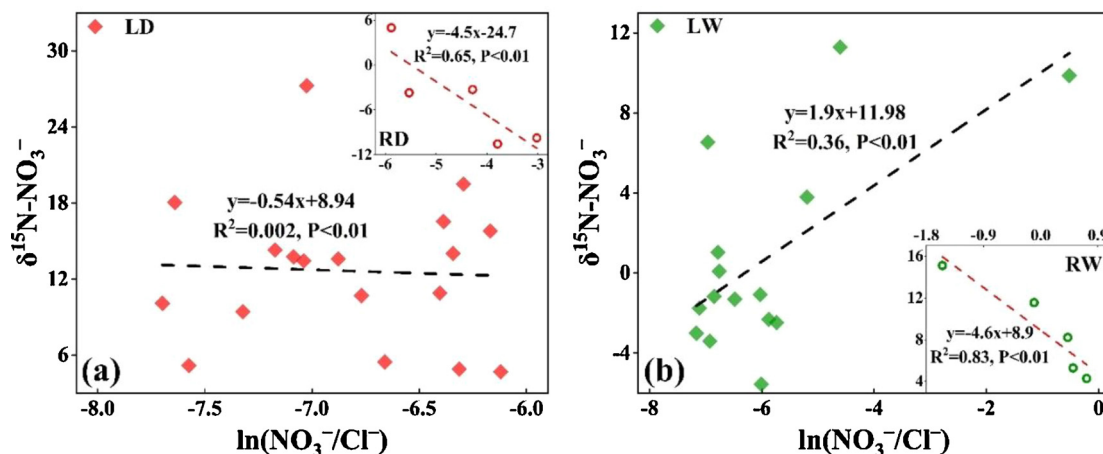 LD
y=-4.5x-24.7
R²=0.65, P<0.01
RD
6
0
-6
-12
-6
-5
-4
-3
y=-0.54x+8.94
R²=0.002, P<0.01
30
24
18
12
6
δ¹⁵N-NO₃⁻
(a)
-8.0
-7.5
-7.0
-6.5
-6.0
ln(NO₃⁻/Cl⁻)
LW
y=1.9x+11.98
R²=0.36, P<0.01
12
8
4
0
-4
δ¹⁵N-NO₃⁻
-1.8
-0.9
0.0
0.9
RW
16
12
8
4
y=-4.6x+8.9
R²=0.83, P<0.01
(b)
-8
-6
-4
-2
0
ln(NO₃⁻/Cl⁻)